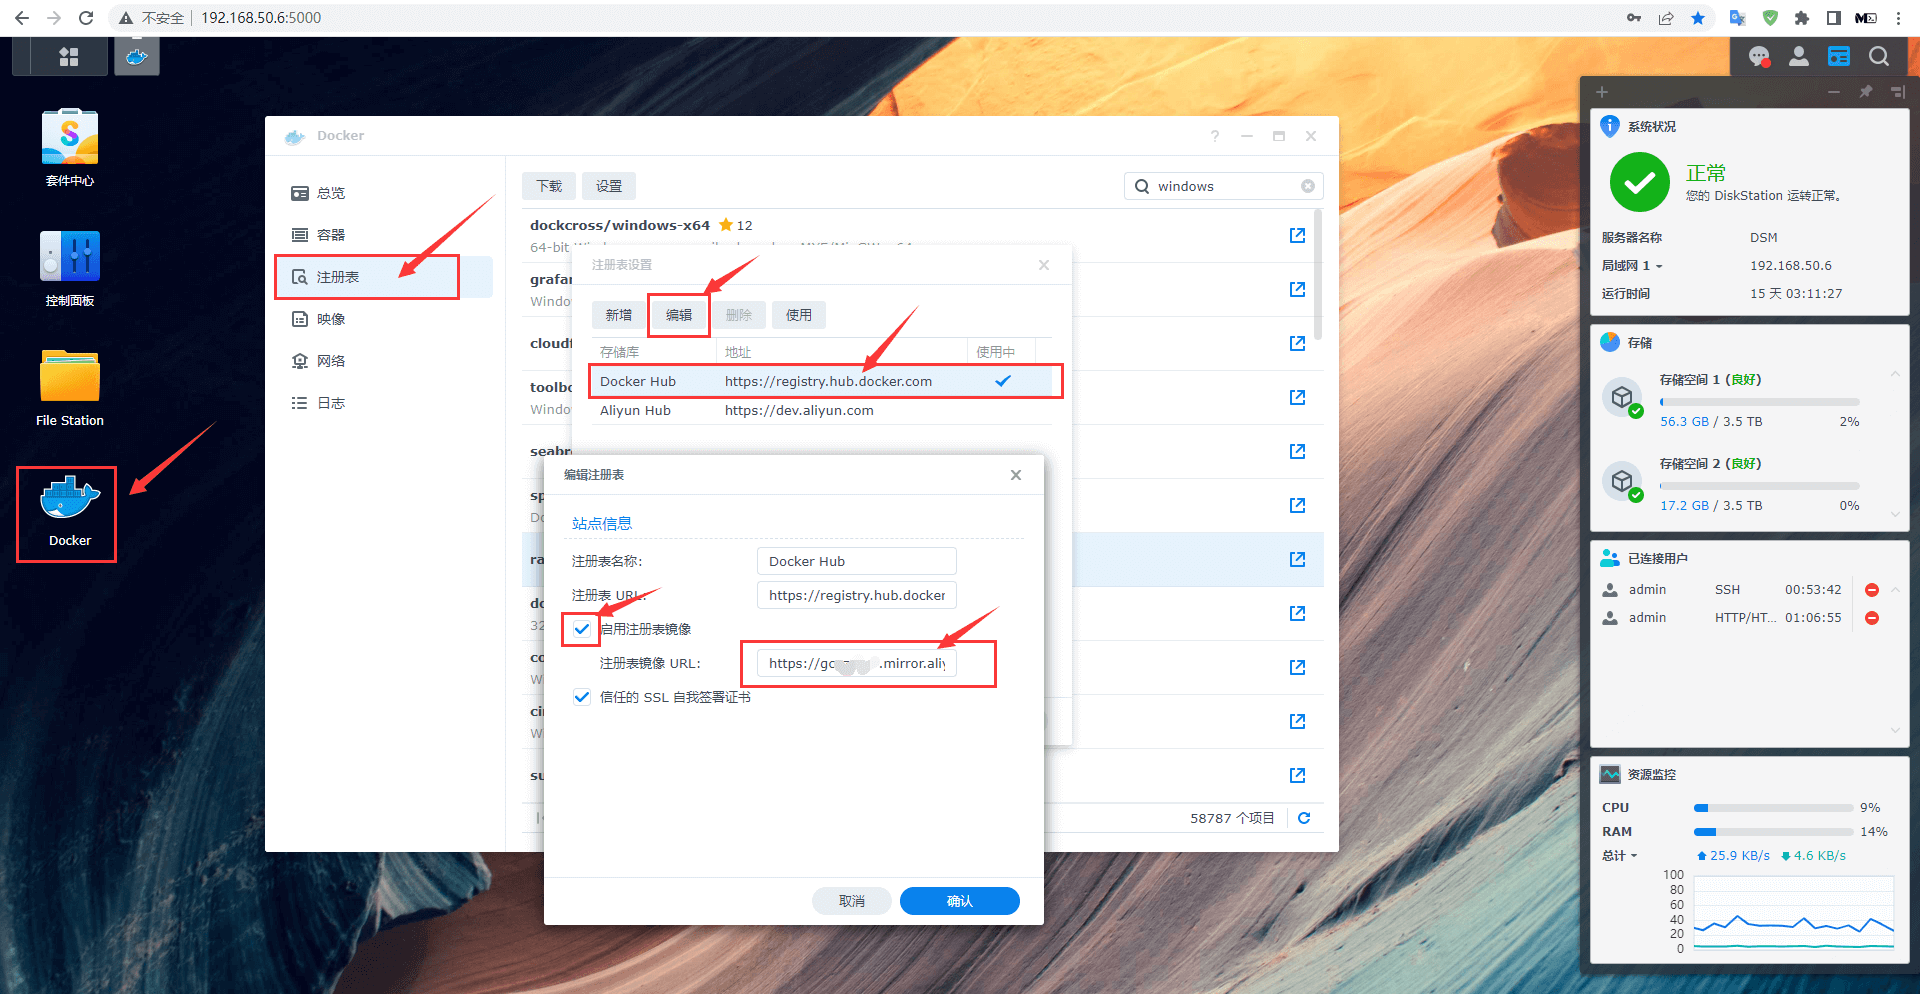 不安全 192.168.50.6:5000
套件中心
控制面板
File Station
Docker
Docker
总览
容器
注册表
映像
网络
日志
下载 设置 windows
dockcross/windows-x64 12
64-bit
grafa
Windo
cloudf
toolbo
Windo
seabr
注册表设置
新增 编辑 删除 使用
存储库 地址 使用中
Docker Hub https://registry.hub.docker.com
Aliyun Hub https://dev.aliyun.com
编辑注册表
站点信息
注册表名称: Docker Hub
注册表 URL: https://registry.hub.docker
启用注册表镜像
注册表镜像 URL: https://gc .mirror.aliy
信任的 SSL 自我签署证书
取消 确认
sp
ra
32
co
W
ci
W
su
58787 个项目
系统状况
正常
您的 DiskStation 运转正常。
服务器名称 DSM
局域网 1 192.168.50.6
运行时间 15 天 03:11:27
存储
存储空间 1 (良好)
56.3 GB / 3.5 TB 2%
存储空间 2 (良好)
17.2 GB / 3.5 TB 0%
已连接用户
admin SSH 00:53:42
admin HTTP/HT... 01:06:55
资源监控
CPU 9%
RAM 14%
总计 25.9 KB/s 4.6 KB/s
100
80
60
40
20
0